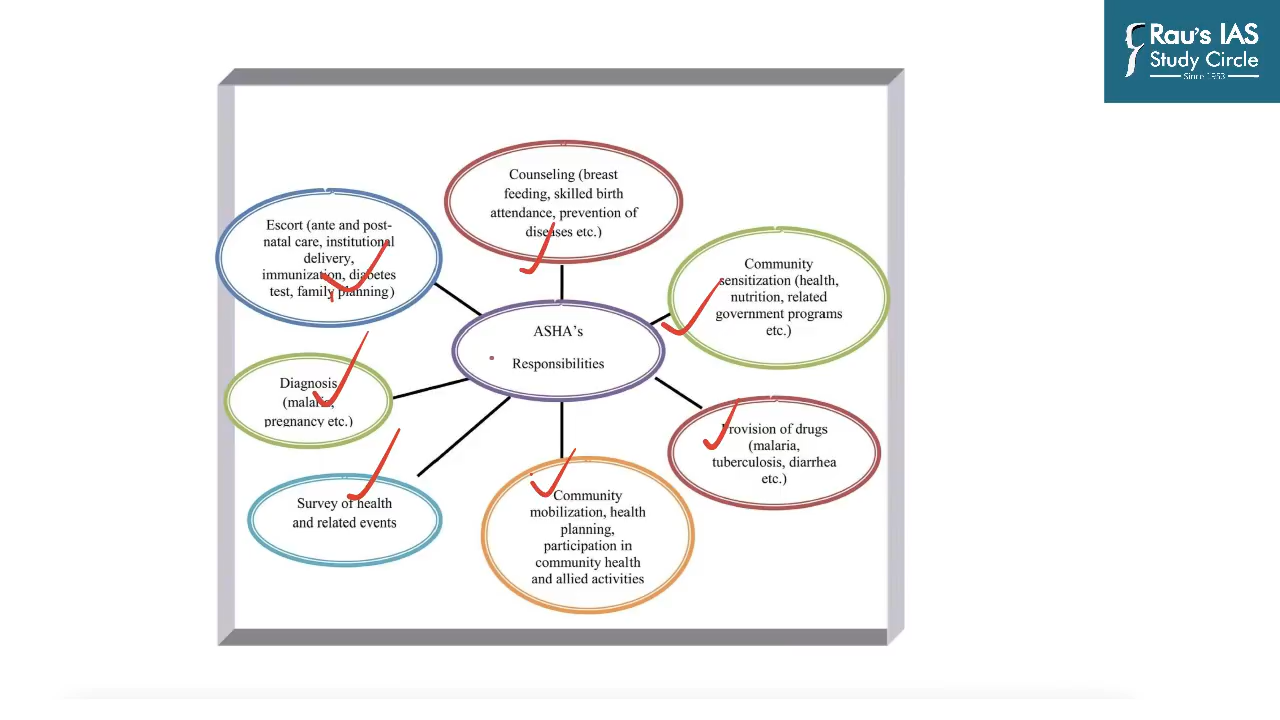 Rau's IAS
Study Circle
Since 1953
Counseling (breast
feeding, skilled birth
attendance, prevention of
diseases etc.)
Escort (ante and post-
natal care, institutional
delivery,
immunization, diabetes
test, family planning)
Community
sensitization (health,
nutrition, related
government programs
etc.)
ASHA's
Responsibilities
Diagnosis
(malaria,
pregnancy etc.)
Provision of drugs
(malaria,
tuberculosis, diarrhea
etc.)
Survey of health
and related events
Community
mobilization, health
planning,
participation in
community health
and allied activities